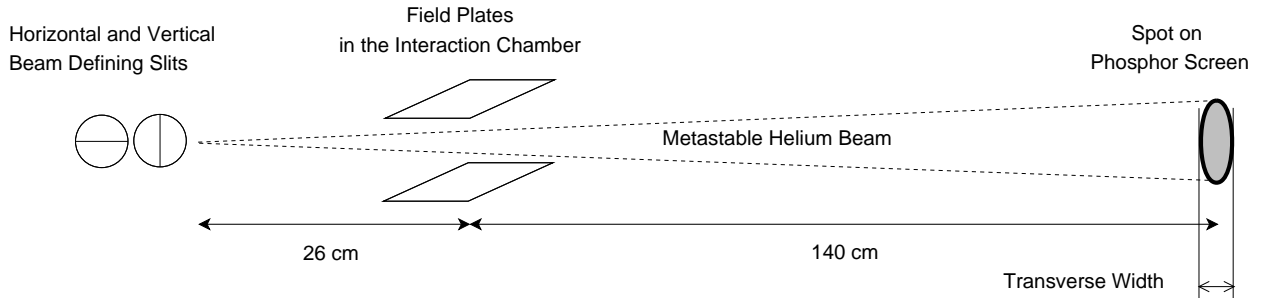 Horizontal and Vertical
Beam Defining Slits
Field Plates
in the Interaction Chamber
Spot on
Phosphor Screen
Metastable Helium Beam
26 cm
140 cm
Transverse Width